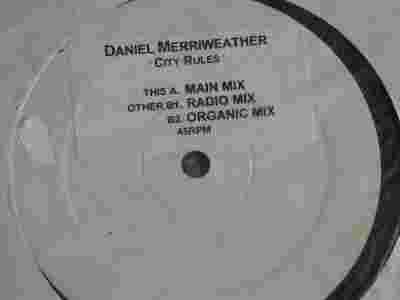 DANIEL MERRIWEATHER
CITY RULES
THIS A. MAIN MIX
OTHER B1. RADIO MIX
B2. ORGANIC MIX
45RPM